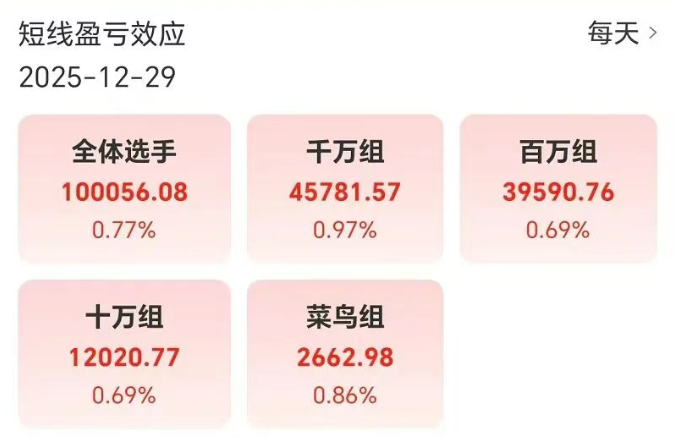 短线盈亏效应
每天 >
2025-12-29
全体选手
100056.08
0.77%
千万组
45781.57
0.97%
百万组
39590.76
0.69%
十万组
12020.77
0.69%
菜鸟组
2662.98
0.86%